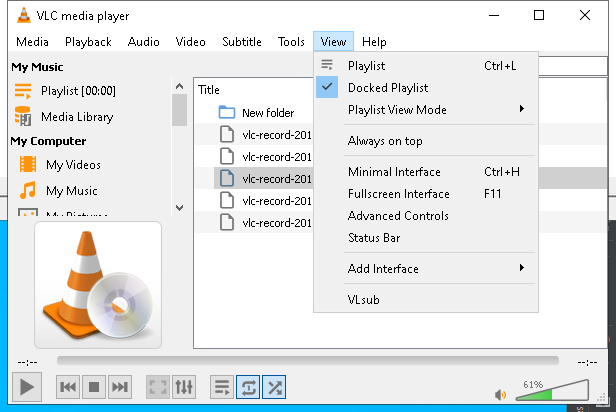 VLC media player
Media Playback Audio Video Subtitle Tools View Help
My Music
Playlist [00:00]
Media Library
My Computer
My Videos
My Music
My Pictures
Title
New folder
vlc-record-201
vlc-record-201
vlc-record-201
vlc-record-201
vlc-record-201
Playlist Ctrl+L
Docked Playlist
Playlist View Mode
Always on top
Minimal Interface Ctrl+H
Fullscreen Interface F11
Advanced Controls
Status Bar
Add Interface
VLsub
--:-- --:--
61%